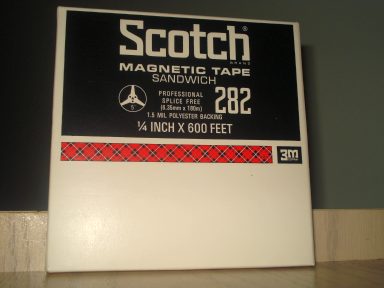 Scotch®
BRAND
MAGNETIC TAPE
SANDWICH
PROFESSIONAL
SPLICE FREE
(6.35mm x 180m)
282
5
1.5 MIL POLYESTER BACKING
¼ INCH X 600 FEET
3M